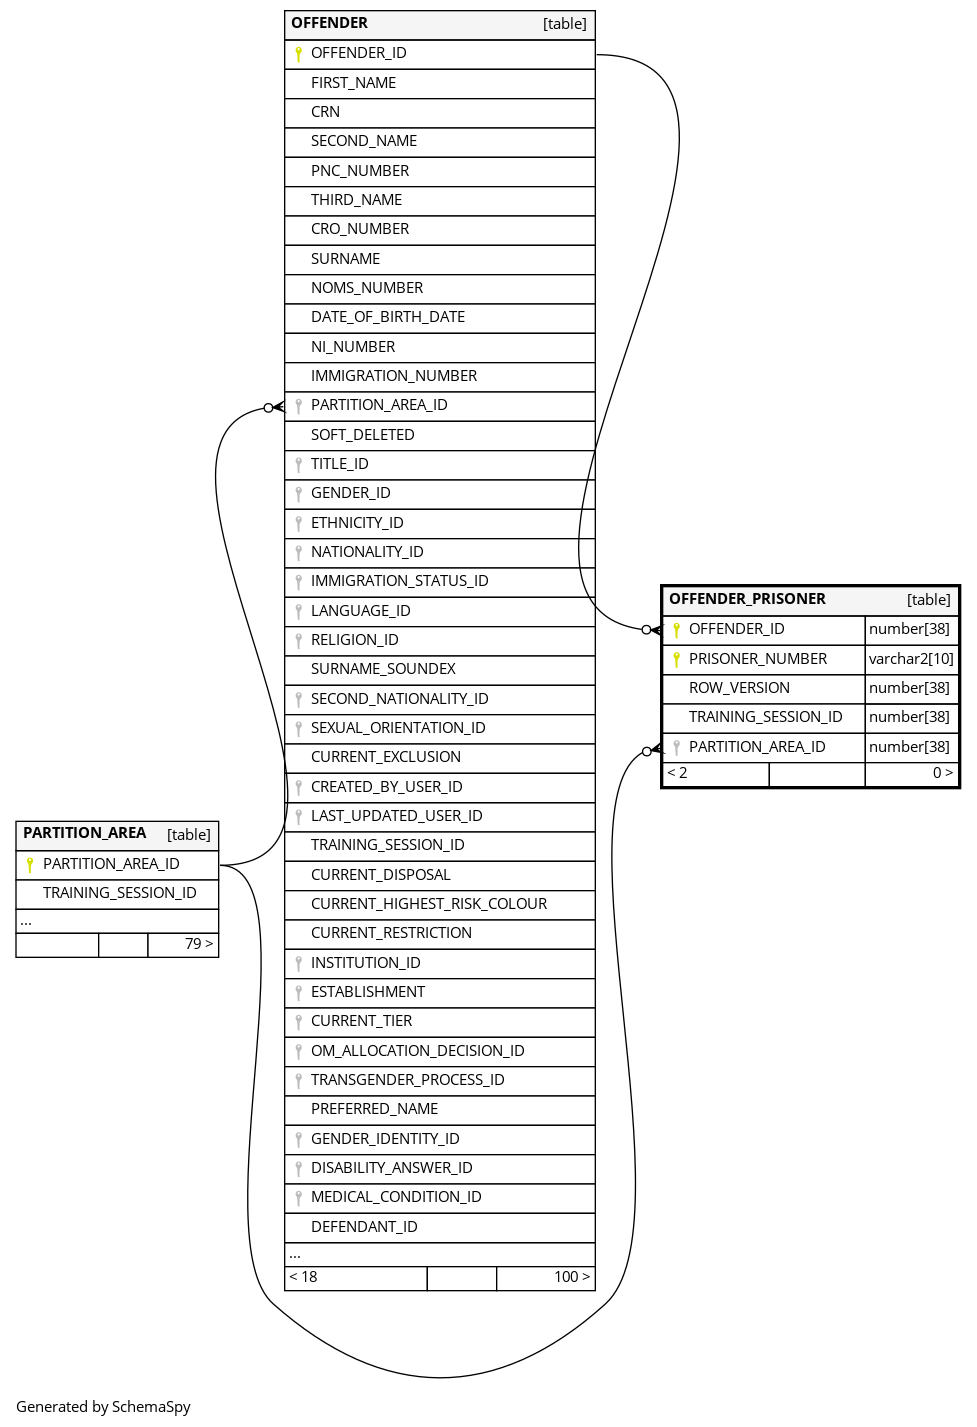 OFFENDER [table]
OFFENDER_ID
FIRST_NAME
CRN
SECOND_NAME
PNC_NUMBER
THIRD_NAME
CRO_NUMBER
SURNAME
NOMS_NUMBER
DATE_OF_BIRTH_DATE
NI_NUMBER
IMMIGRATION_NUMBER
PARTITION_AREA_ID
SOFT_DELETED
TITLE_ID
GENDER_ID
ETHNICITY_ID
NATIONALITY_ID
IMMIGRATION_STATUS_ID
LANGUAGE_ID
RELIGION_ID
SURNAME_SOUNDEX
SECOND_NATIONALITY_ID
SEXUAL_ORIENTATION_ID
CURRENT_EXCLUSION
CREATED_BY_USER_ID
LAST_UPDATED_USER_ID
TRAINING_SESSION_ID
CURRENT_DISPOSAL
CURRENT_HIGHEST_RISK_COLOUR
CURRENT_RESTRICTION
INSTITUTION_ID
ESTABLISHMENT
CURRENT_TIER
OM_ALLOCATION_DECISION_ID
TRANSGENDER_PROCESS_ID
PREFERRED_NAME
GENDER_IDENTITY_ID
DISABILITY_ANSWER_ID
MEDICAL_CONDITION_ID
DEFENDANT_ID
...
< 18 100 >
OFFENDER_PRISONER [table]
OFFENDER_ID number[38]
PRISONER_NUMBER varchar2[10]
ROW_VERSION number[38]
TRAINING_SESSION_ID number[38]
PARTITION_AREA_ID number[38]
< 2 0 >
PARTITION_AREA [table]
PARTITION_AREA_ID
TRAINING_SESSION_ID
...
79 >
Generated by SchemaSpy